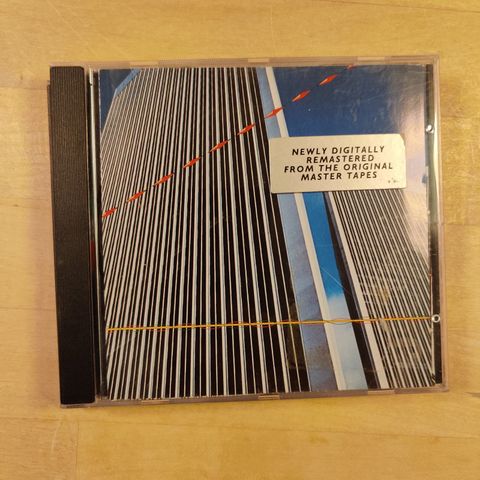 NEWLY DIGITALLY
REMASTERED
FROM THE ORIGINAL
MASTER TAPES